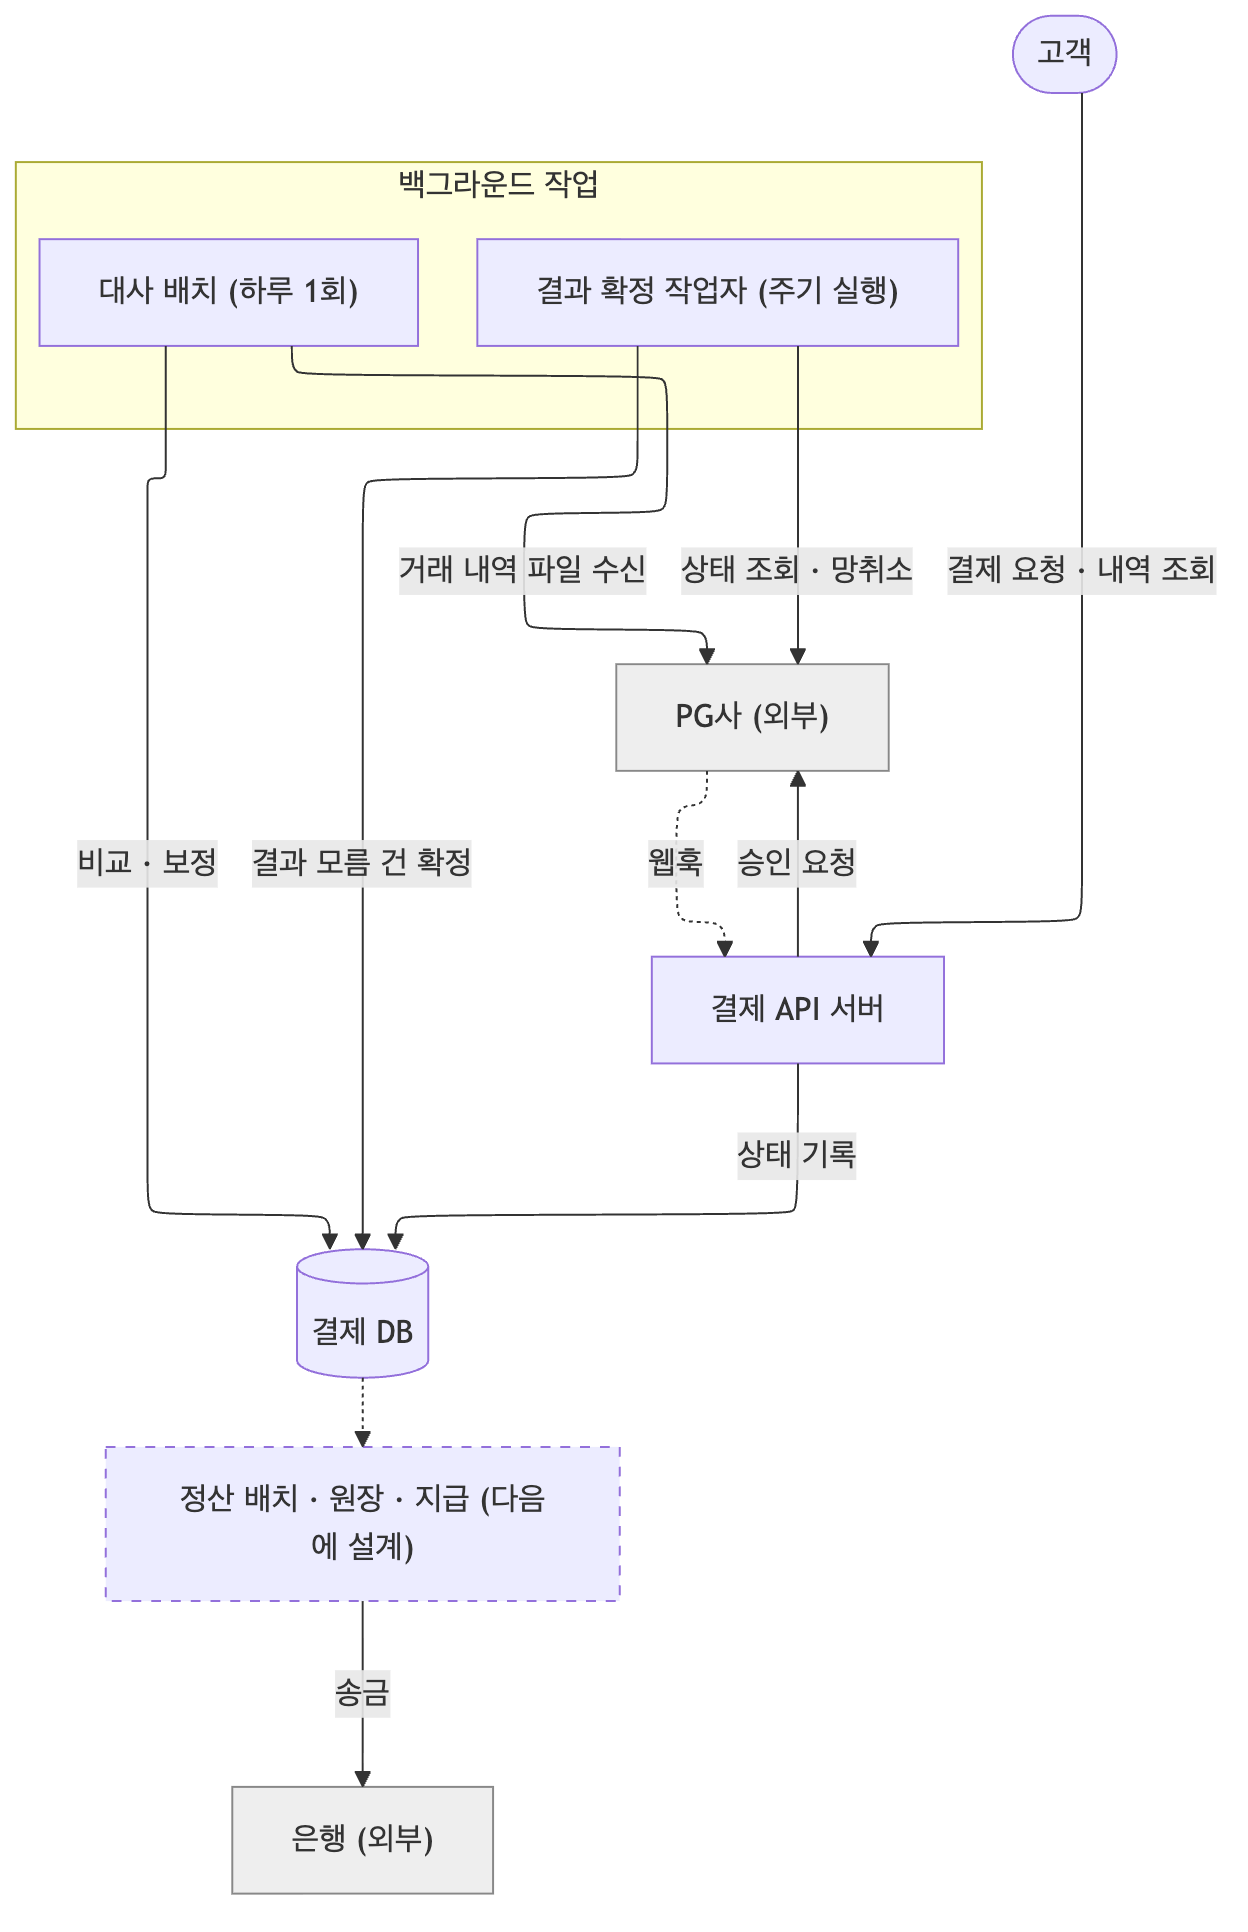 고객
백그라운드 작업
대사 배치 (하루 1회)
결과 확정 작업자 (주기 실행)
거래 내역 파일 수신
상태 조회 · 망취소
결제 요청 · 내역 조회
PG사 (외부)
비교 · 보정
결과 모름 건 확정
웹훅
승인 요청
결제 API 서버
상태 기록
결제 DB
정산 배치 · 원장 · 지급 (다음
에 설계)
송금
은행 (외부)